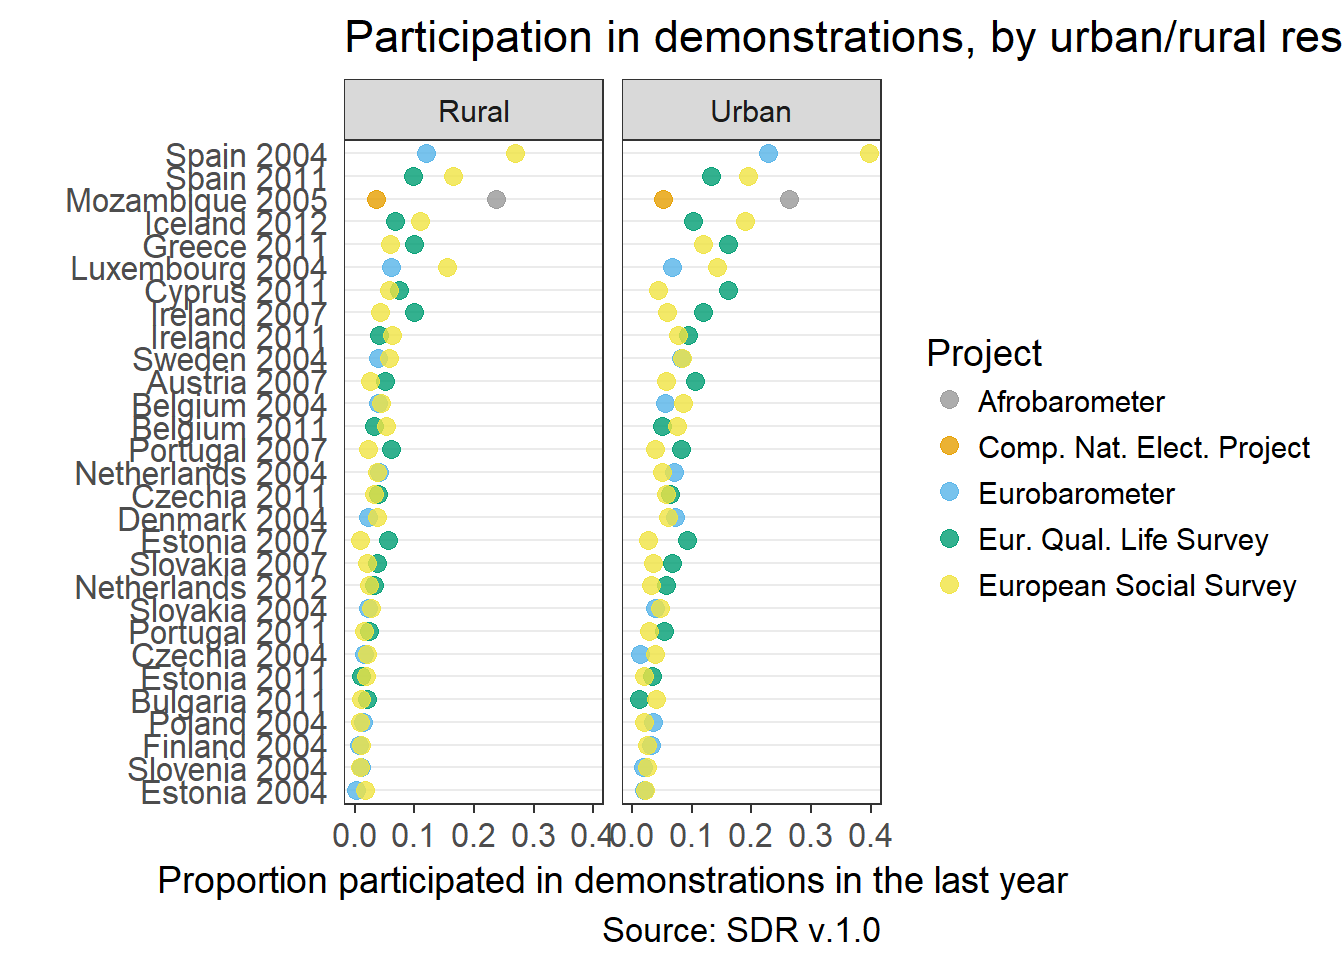 Participation in demonstrations, by urban/rural res
Rural
Urban
Spain 2004
Spain 2011
Mozambique 2005
Iceland 2012
Greece 2011
Luxembourg 2004
Cyprus 2011
Ireland 2007
Ireland 2011
Sweden 2004
Austria 2007
Belgium 2004
Belgium 2011
Portugal 2007
Netherlands 2004
Czechia 2011
Denmark 2004
Estonia 2007
Slovakia 2007
Netherlands 2012
Slovakia 2004
Portugal 2011
Czechia 2004
Estonia 2011
Bulgaria 2011
Poland 2004
Finland 2004
Slovenia 2004
Estonia 2004
0.0 0.1 0.2 0.3 0.4
0.0 0.1 0.2 0.3 0.4
Proportion participated in demonstrations in the last year
Source: SDR v.1.0
Project
Afrobarometer
Comp. Nat. Elect. Project
Eurobarometer
Eur. Qual. Life Survey
European Social Survey